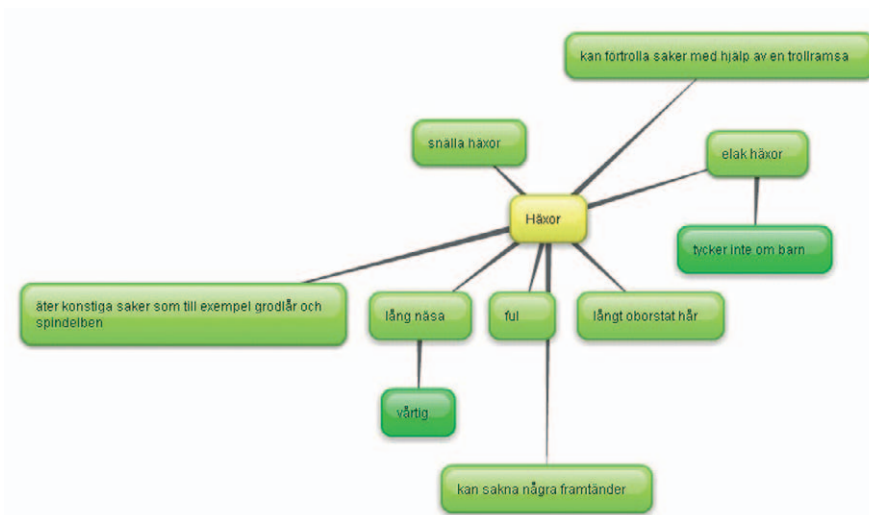 kan förtrolla saker med hjälp av en trollramsa
snälla häxor
elak häxor
Häxor
tycker inte om barn
äter konstiga saker som till exempel grodlår och
spindelben
lång näsa
ful
långt oborstat hår
vårtig
kan sakna några framtänder